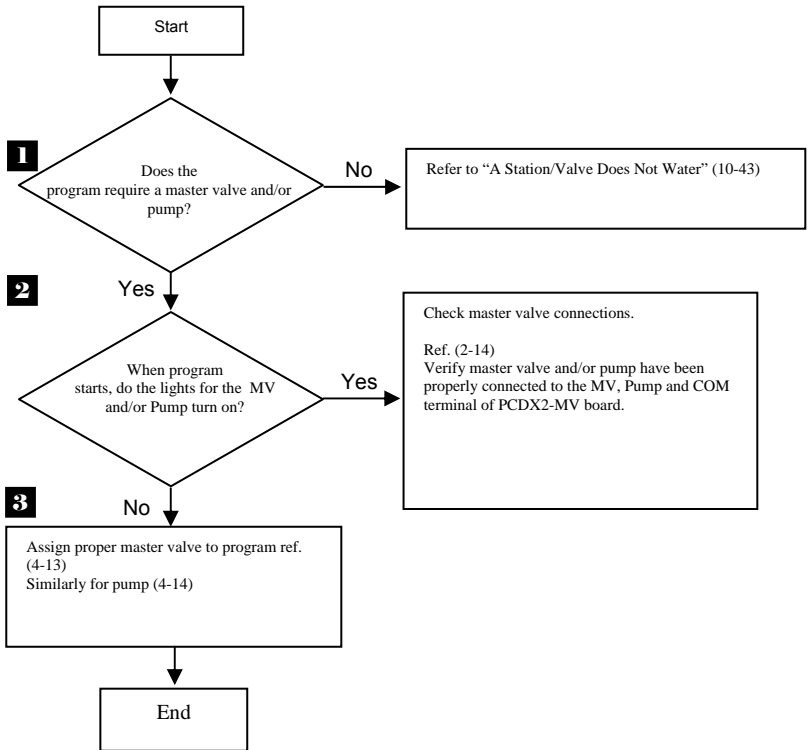 Start
1
Does the
program require a master valve and/or
pump?
No
Refer to “A Station/Valve Does Not Water” (10-43)
Yes
2
When program
starts, do the lights for the MV
and/or Pump turn on?
Yes
Check master valve connections.
Ref. (2-14)
Verify master valve and/or pump have been
properly connected to the MV, Pump and COM
terminal of PCDX2-MV board.
No
3
Assign proper master valve to program ref.
(4-13)
Similarly for pump (4-14)
End